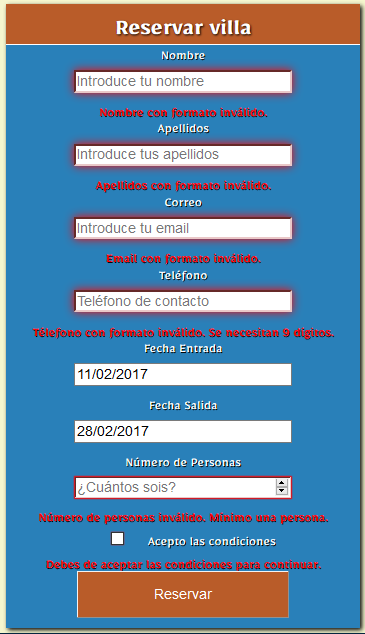 Reservar villa
Nombre
Introduce tu nombre
Nombre con formato inválido.
Apellidos
Introduce tus apellidos
Apellidos con formato inválido.
Correo
Introduce tu email
Email con formato inválido.
Teléfono
Teléfono de contacto
Télefono con formato inválido. Se necesitan 9 dígitos.
Fecha Entrada
11/02/2017
Fecha Salida
28/02/2017
Número de Personas
¿Cuántos sois?
Número de personas inválido. Mínimo una persona.
Acepto las condiciones
Debes de aceptar las condiciones para continuar.
Reservar